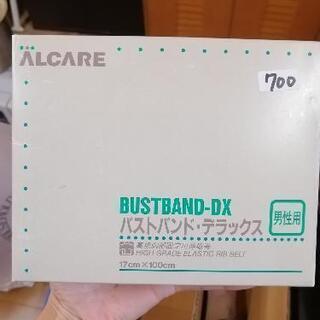 ALCARE
700
BUSTBAND-DX
バストバンド・デラックス
男性用
HIGH GRADE ELASTIC RIB BELT
17cm×100cm